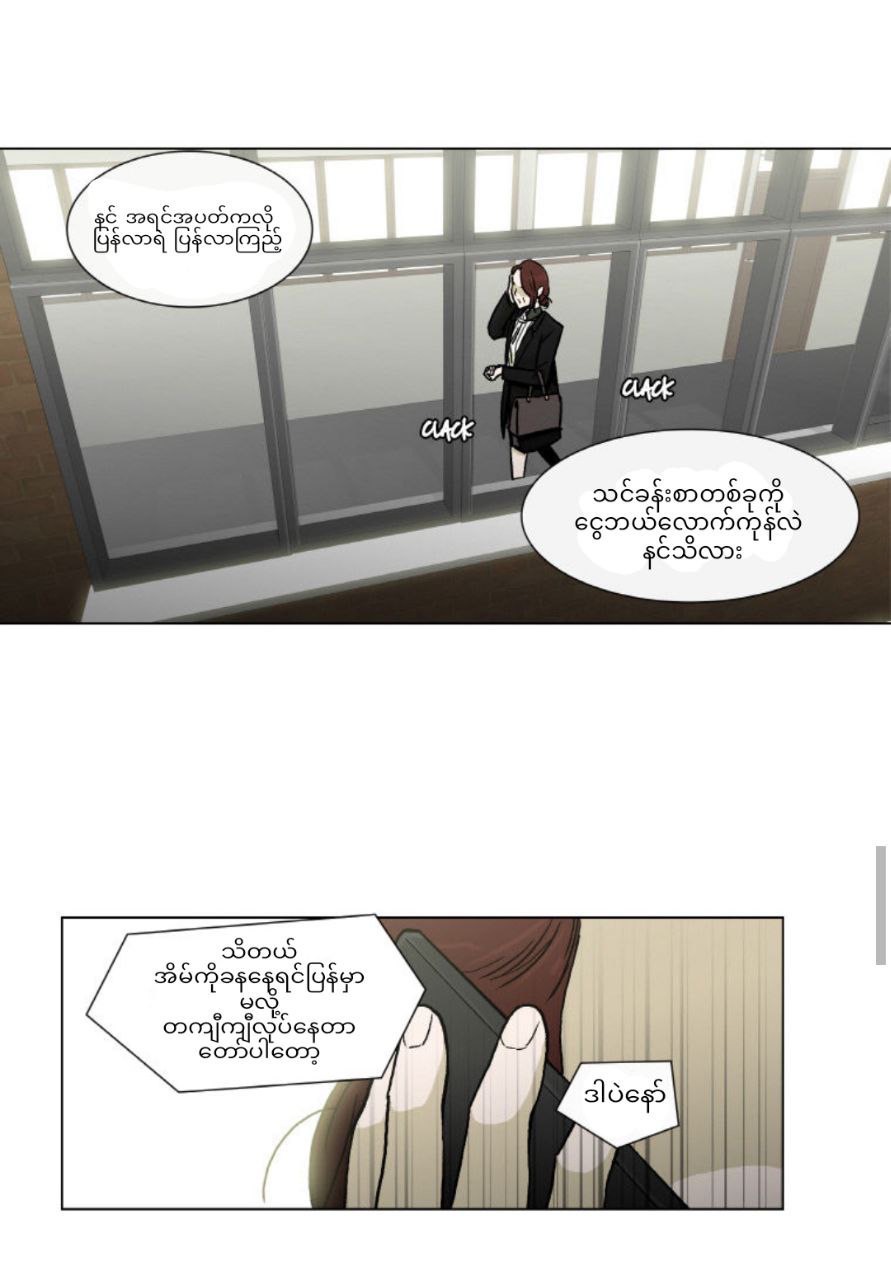 နင် အရင်အပတ်ကလို
ပြန်လာရဲ ပြန်လာကြည့်
CLACK
CLACK
သင်ခန်းစာတစ်ခုကို
ငွေဘယ်လောက်ကုန်လဲ
နင်သိလား
သိတယ်
အိမ်ကိုခနနေရင်ပြန်မှာ
မလို့
တကျီကျီလုပ်နေတာ
တော်ပါတော့
ဒါပဲနော်